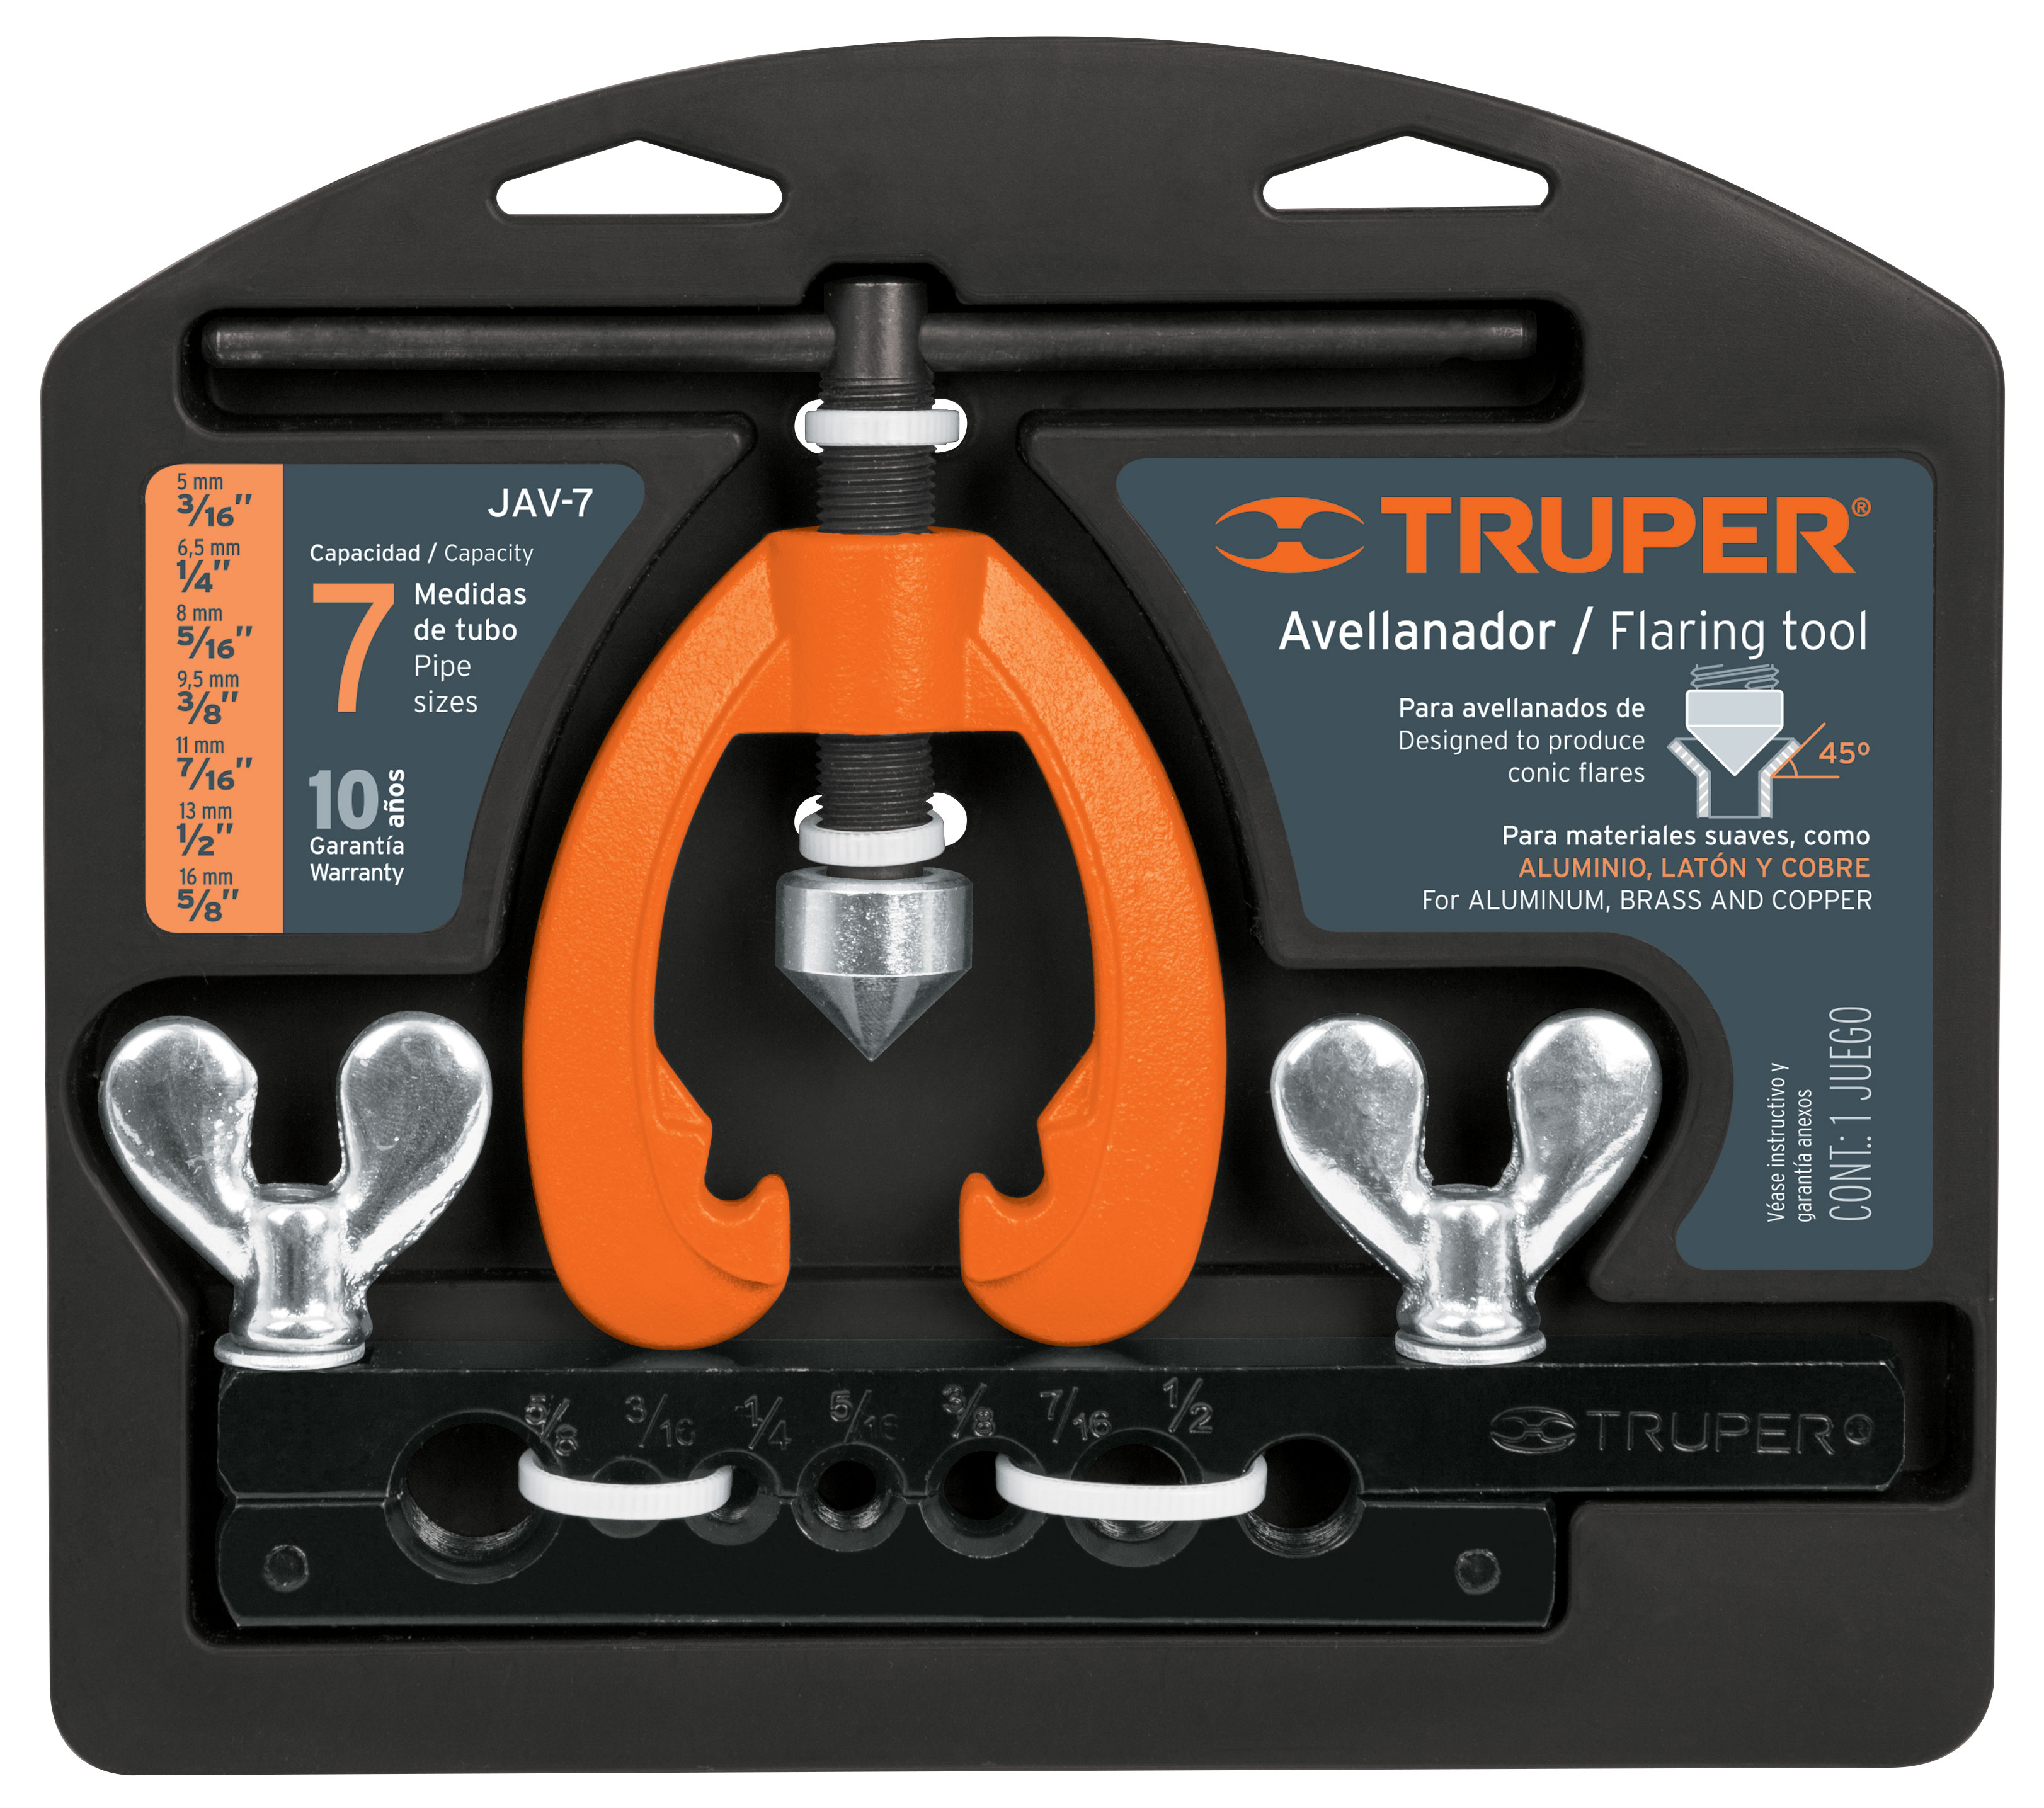 5 mm
3/16"
6,5 mm
1/4"
8 mm
5/16"
9,5 mm
3/8"
11 mm
7/16"
13 mm
1/2"
16 mm
5/8"
JAV-7
Capacidad / Capacity
7
Medidas
de tubo
Pipe
sizes
10 años
Garantía
Warranty
TRUPER®
Avellanador / Flaring tool
Para avellanados de
Designed to produce
conic flares
45º
Para materiales suaves, como
ALUMINIO, LATÓN Y COBRE
For ALUMINUM, BRASS AND COPPER
Véase instructivo y
garantía anexos
CONT.: 1 JUEGO
5/8 3/16 1/4 5/16 3/8 7/16 1/2
TRUPER®